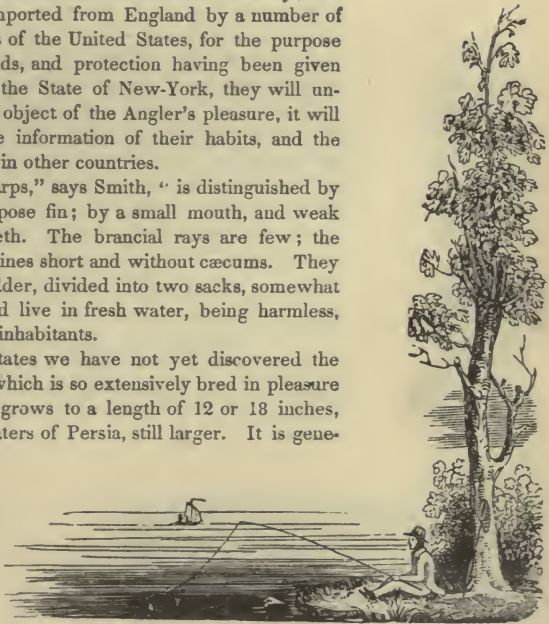 nported from England by a number of
s of the United States, for the purpose
ds, and protection having been given
the State of New-York, they will un-
object of the Angler's pleasure, it will
e information of their habits, and the
in other countries.
arps," says Smith, “ is distinguished by
pose fin; by a small mouth, and weak
eth. The brancial rays are few; the
ines short and without cæcums. They
lder, divided into two sacks, somewhat
d live in fresh water, being harmless,
inhabitants.
tates we have not yet discovered the
which is so extensively bred in pleasure
grows to a length of 12 or 18 inches,
ters of Persia, still larger. It is gene-